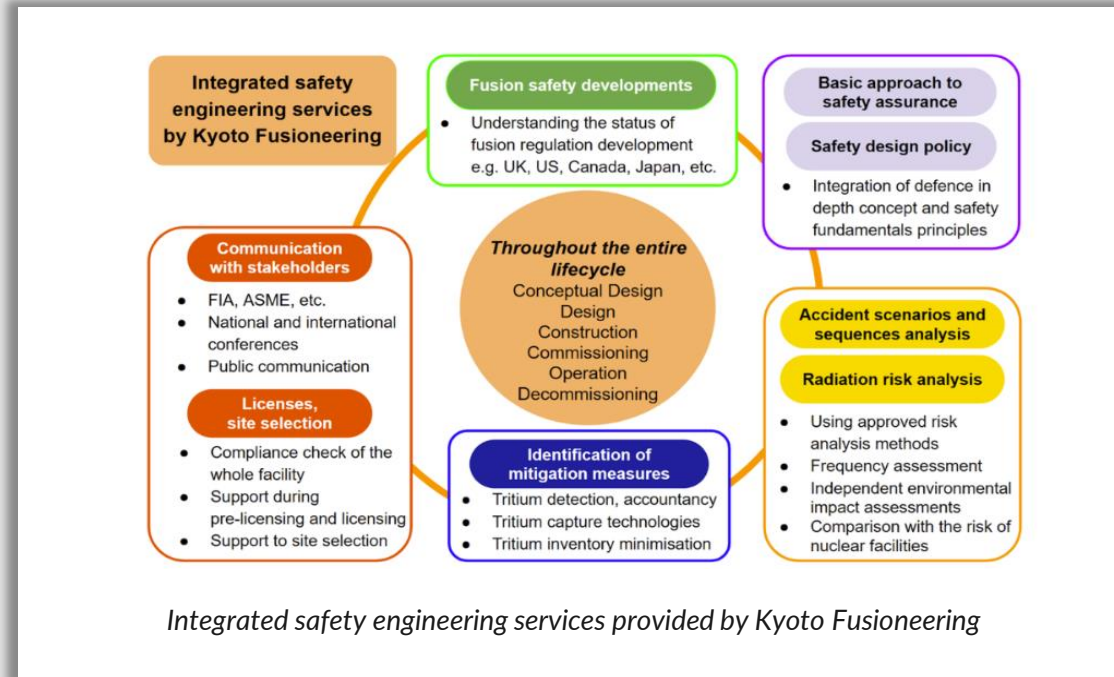 Integrated safety
engineering services
by Kyoto Fusioneering
Fusion safety developments
● Understanding the status of
fusion regulation development
e.g. UK, US, Canada, Japan, etc.
Basic approach to
safety assurance
Safety design policy
● Integration of defence in
depth concept and safety
fundamentals principles
Communication
with stakeholders
● FIA, ASME, etc.
● National and international
conferences
● Public communication
Licenses,
site selection
● Compliance check of the
whole facility
● Support during
pre-licensing and licensing
● Support to site selection
Throughout the entire
lifecycle
Conceptual Design
Design
Construction
Commissioning
Operation
Decommissioning
Accident scenarios and
sequences analysis
Radiation risk analysis
● Using approved risk
analysis methods
● Frequency assessment
● Independent environmental
impact assessments
● Comparison with the risk of
nuclear facilities
Identification of
mitigation measures
● Tritium detection, accountancy
● Tritium capture technologies
● Tritium inventory minimisation
Integrated safety engineering services provided by Kyoto Fusioneering